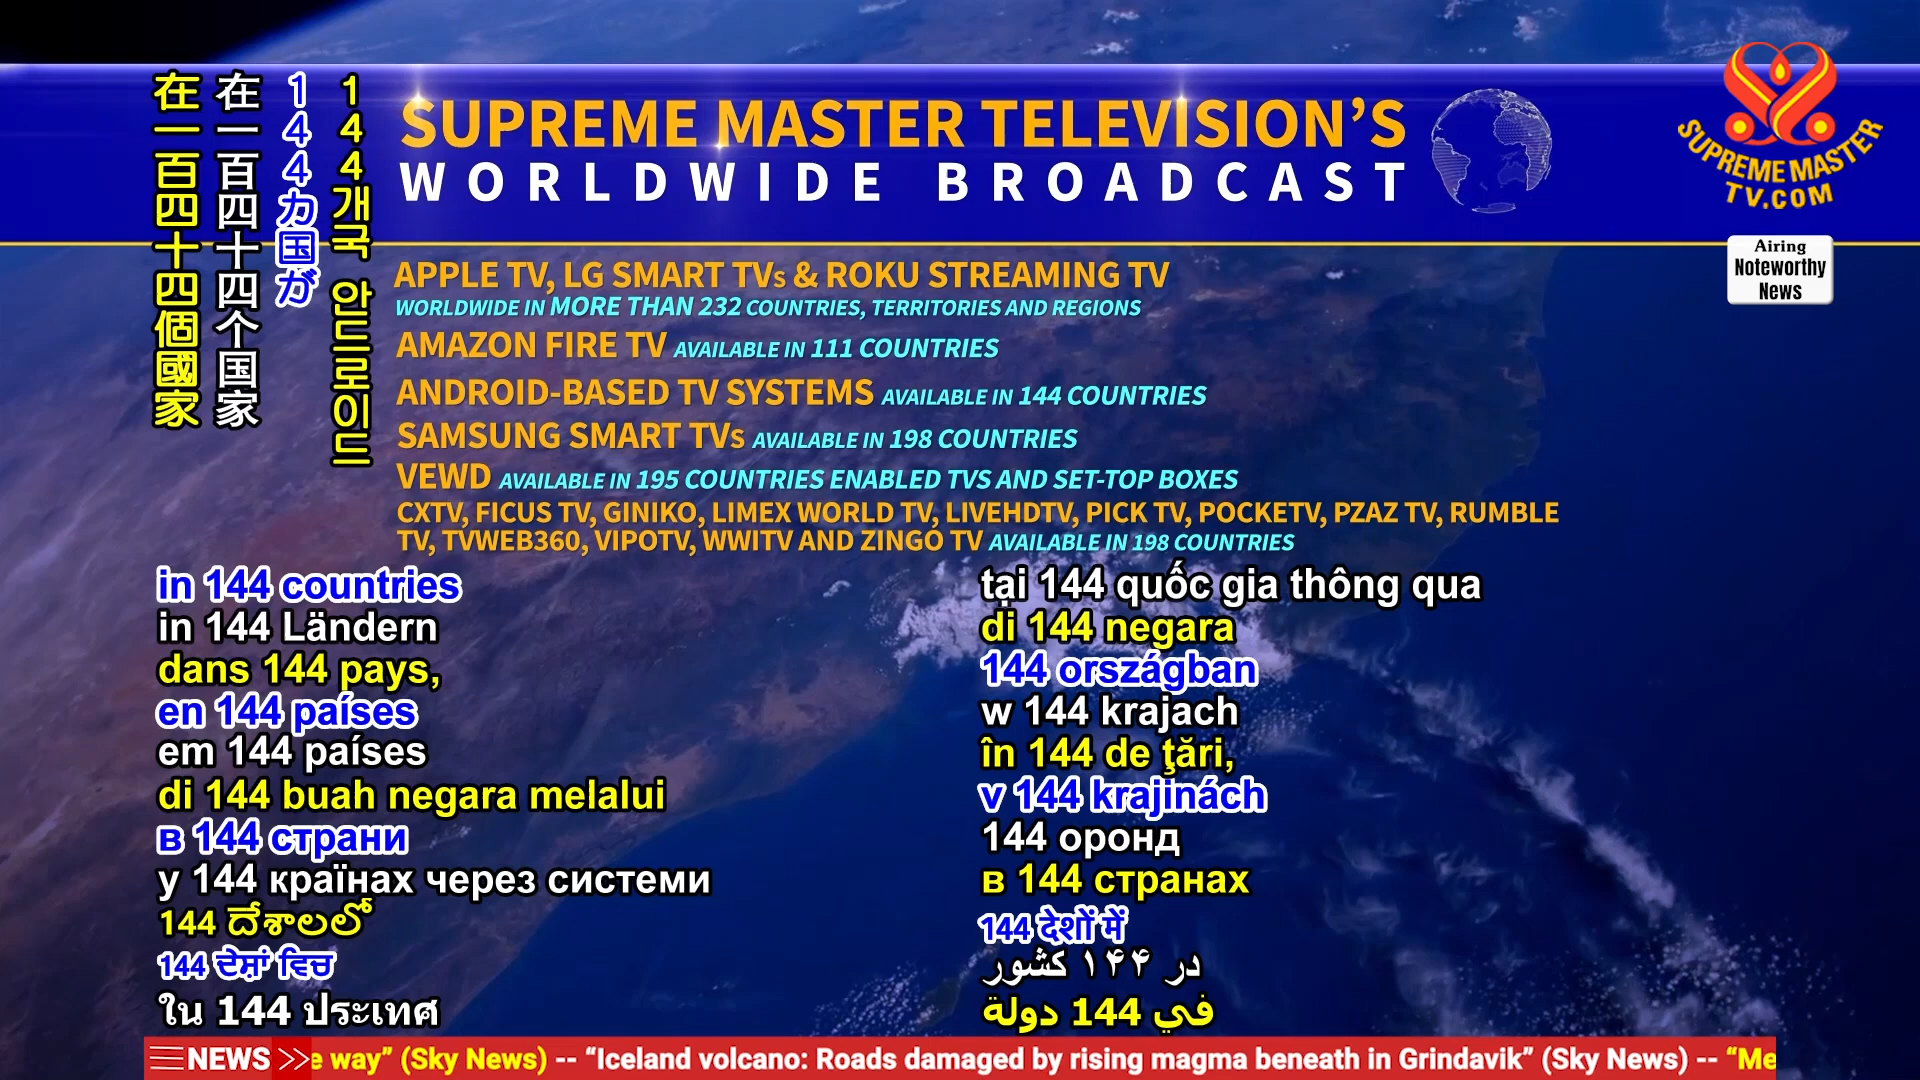 在一百四十四個國家
在一百四十四个国家
144カ国が
144개국 안드로이드
SUPREME MASTER TELEVISION'S
WORLDWIDE BROADCAST
SUPREME MASTER
TV.COM
Airing
Noteworthy
News
APPLE TV, LG SMART TVs & ROKU STREAMING TV
WORLDWIDE IN MORE THAN 232 COUNTRIES, TERRITORIES AND REGIONS
AMAZON FIRE TV AVAILABLE IN 111 COUNTRIES
ANDROID-BASED TV SYSTEMS AVAILABLE IN 144 COUNTRIES
SAMSUNG SMART TVs AVAILABLE IN 198 COUNTRIES
VEWD AVAILABLE IN 195 COUNTRIES ENABLED TVS AND SET-TOP BOXES
CXTV, FICUS TV, GINIKO, LIMEX WORLD TV, LIVEHDTV, PICK TV, POCKETV, PZAZ TV, RUMBLE
TV, TVWEB360, VIPOTV, WWITV AND ZINGO TV AVAILABLE IN 198 COUNTRIES
in 144 countries
in 144 Ländern
dans 144 pays,
en 144 países
em 144 países
di 144 buah negara melalui
в 144 страни
у 144 країнах через системи
144 దేశాలలో
144 ਦੇਸ਼ਾਂ ਵਿਚ
ใน 144 ประเทศ
tại 144 quốc gia thông qua
di 144 negara
144 országban
w 144 krajach
în 144 de ţări,
v 144 krajinách
144 оронд
в 144 странах
144 देशों में
در ۱۴۴ کشور
في 144 دولة
NEWS >> e way" (Sky News) -- "Iceland volcano: Roads damaged by rising magma beneath in Grindavik" (Sky News) -- "Me